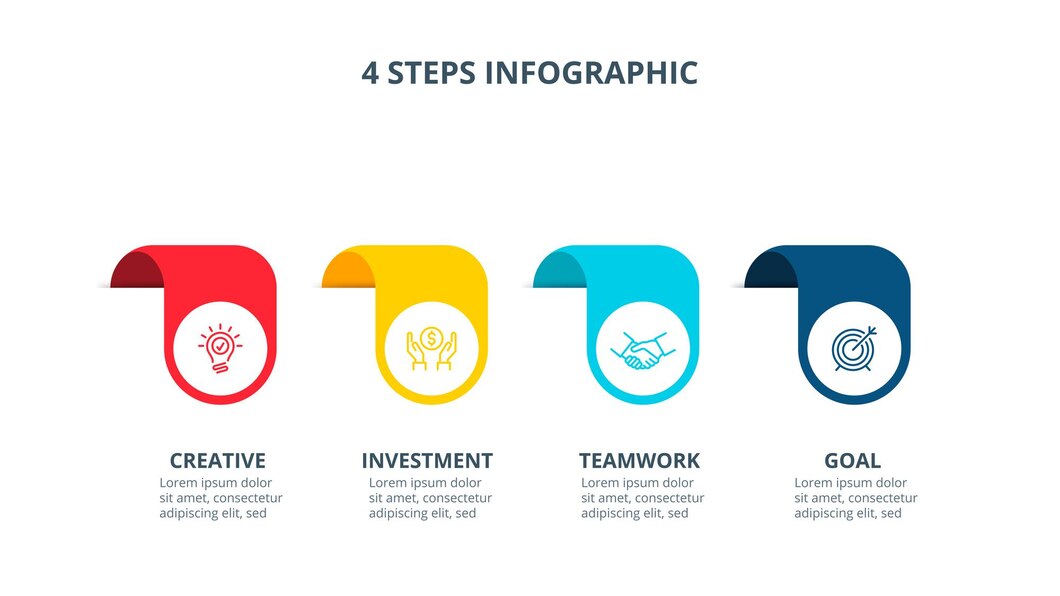 4 STEPS INFOGRAPHIC
$
CREATIVE
Lorem ipsum dolor
sit amet, consectetur
adipiscing elit, sed
INVESTMENT
Lorem ipsum dolor
sit amet, consectetur
adipiscing elit, sed
TEAMWORK
Lorem ipsum dolor
sit amet, consectetur
adipiscing elit, sed
GOAL
Lorem ipsum dolor
sit amet, consectetur
adipiscing elit, sed